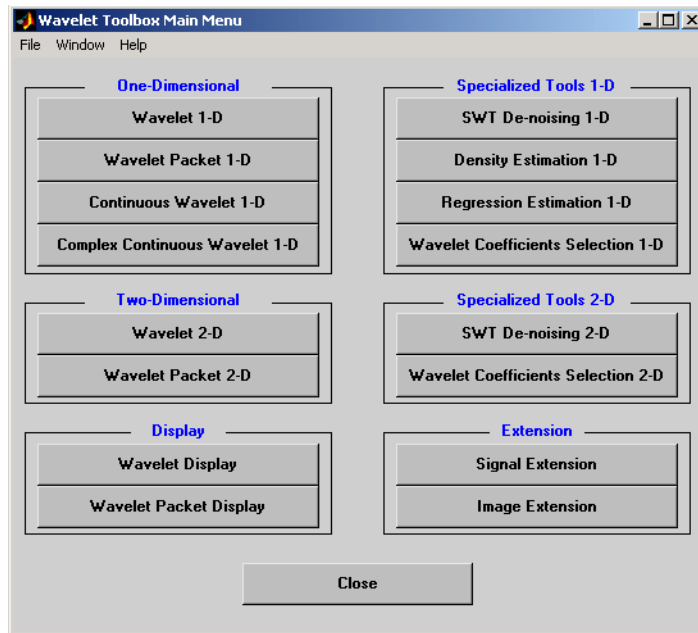 Wavelet Toolbox Main Menu
File Window Help
One-Dimensional
Wavelet 1-D
Wavelet Packet 1-D
Continuous Wavelet 1-D
Complex Continuous Wavelet 1-D
Specialized Tools 1-D
SWT De-noising 1-D
Density Estimation 1-D
Regression Estimation 1-D
Wavelet Coefficients Selection 1-D
Two-Dimensional
Wavelet 2-D
Wavelet Packet 2-D
Specialized Tools 2-D
SWT De-noising 2-D
Wavelet Coefficients Selection 2-D
Display
Wavelet Display
Wavelet Packet Display
Extension
Signal Extension
Image Extension
Close